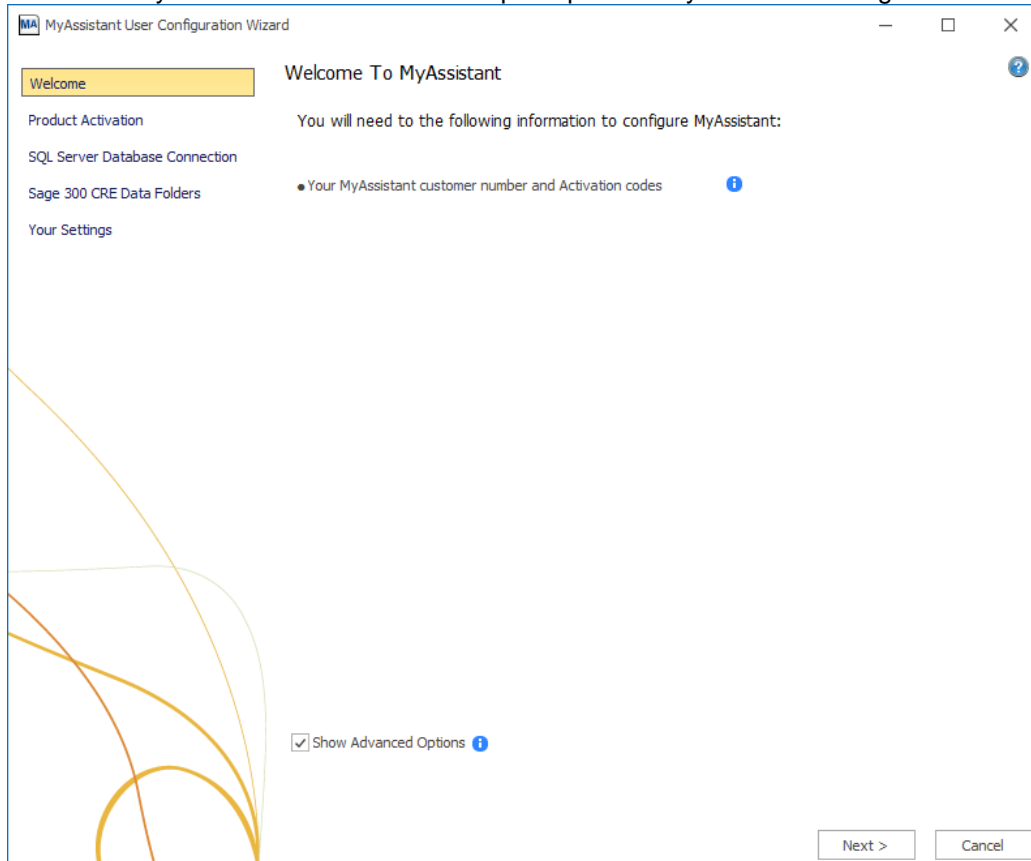 MA MyAssistant User Configuration Wizard
Welcome
Product Activation
SQL Server Database Connection
Sage 300 CRE Data Folders
Your Settings
Welcome To MyAssistant
You will need to the following information to configure MyAssistant:
• Your MyAssistant customer number and Activation codes
Show Advanced Options
Next >
Cancel